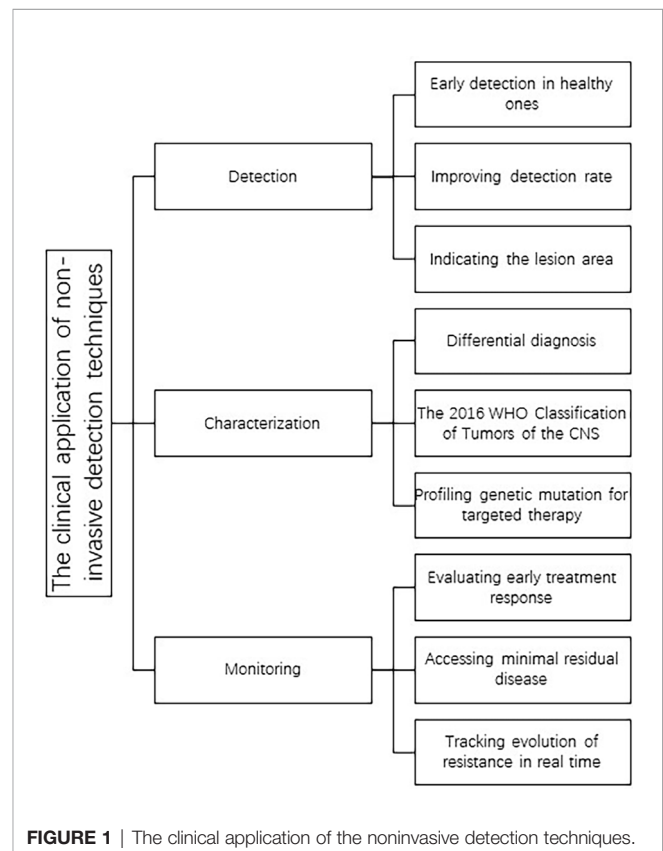 The clinical application of non-
invasive detection techniques
Detection
Early detection in healthy
ones
Improving detection rate
Indicating the lesion area
Characterization
Differential diagnosis
The 2016 WHO Classification
of Tumors of the CNS
Profiling genetic mutation for
targeted therapy
Monitoring
Evaluating early treatment
response
Accessing minimal residual
disease
Tracking evolution of
resistance in real time
FIGURE 1 | The clinical application of the noninvasive detection techniques.